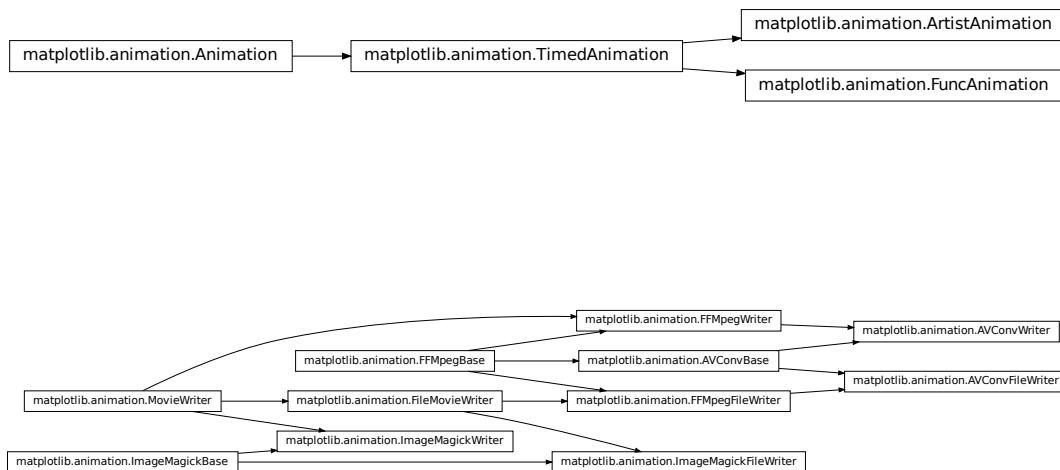 matplotlib.animation.ArtistAnimation
matplotlib.animation.Animation
matplotlib.animation.TimedAnimation
matplotlib.animation.FuncAnimation
matplotlib.animation.FFMpegWriter
matplotlib.animation.AVConvWriter
matplotlib.animation.FFMpegBase
matplotlib.animation.AVConvBase
matplotlib.animation.AVConvFileWriter
matplotlib.animation.MovieWriter
matplotlib.animation.FileMovieWriter
matplotlib.animation.FFMpegFileWriter
matplotlib.animation.ImageMagickWriter
matplotlib.animation.ImageMagickBase
matplotlib.animation.ImageMagickFileWriter